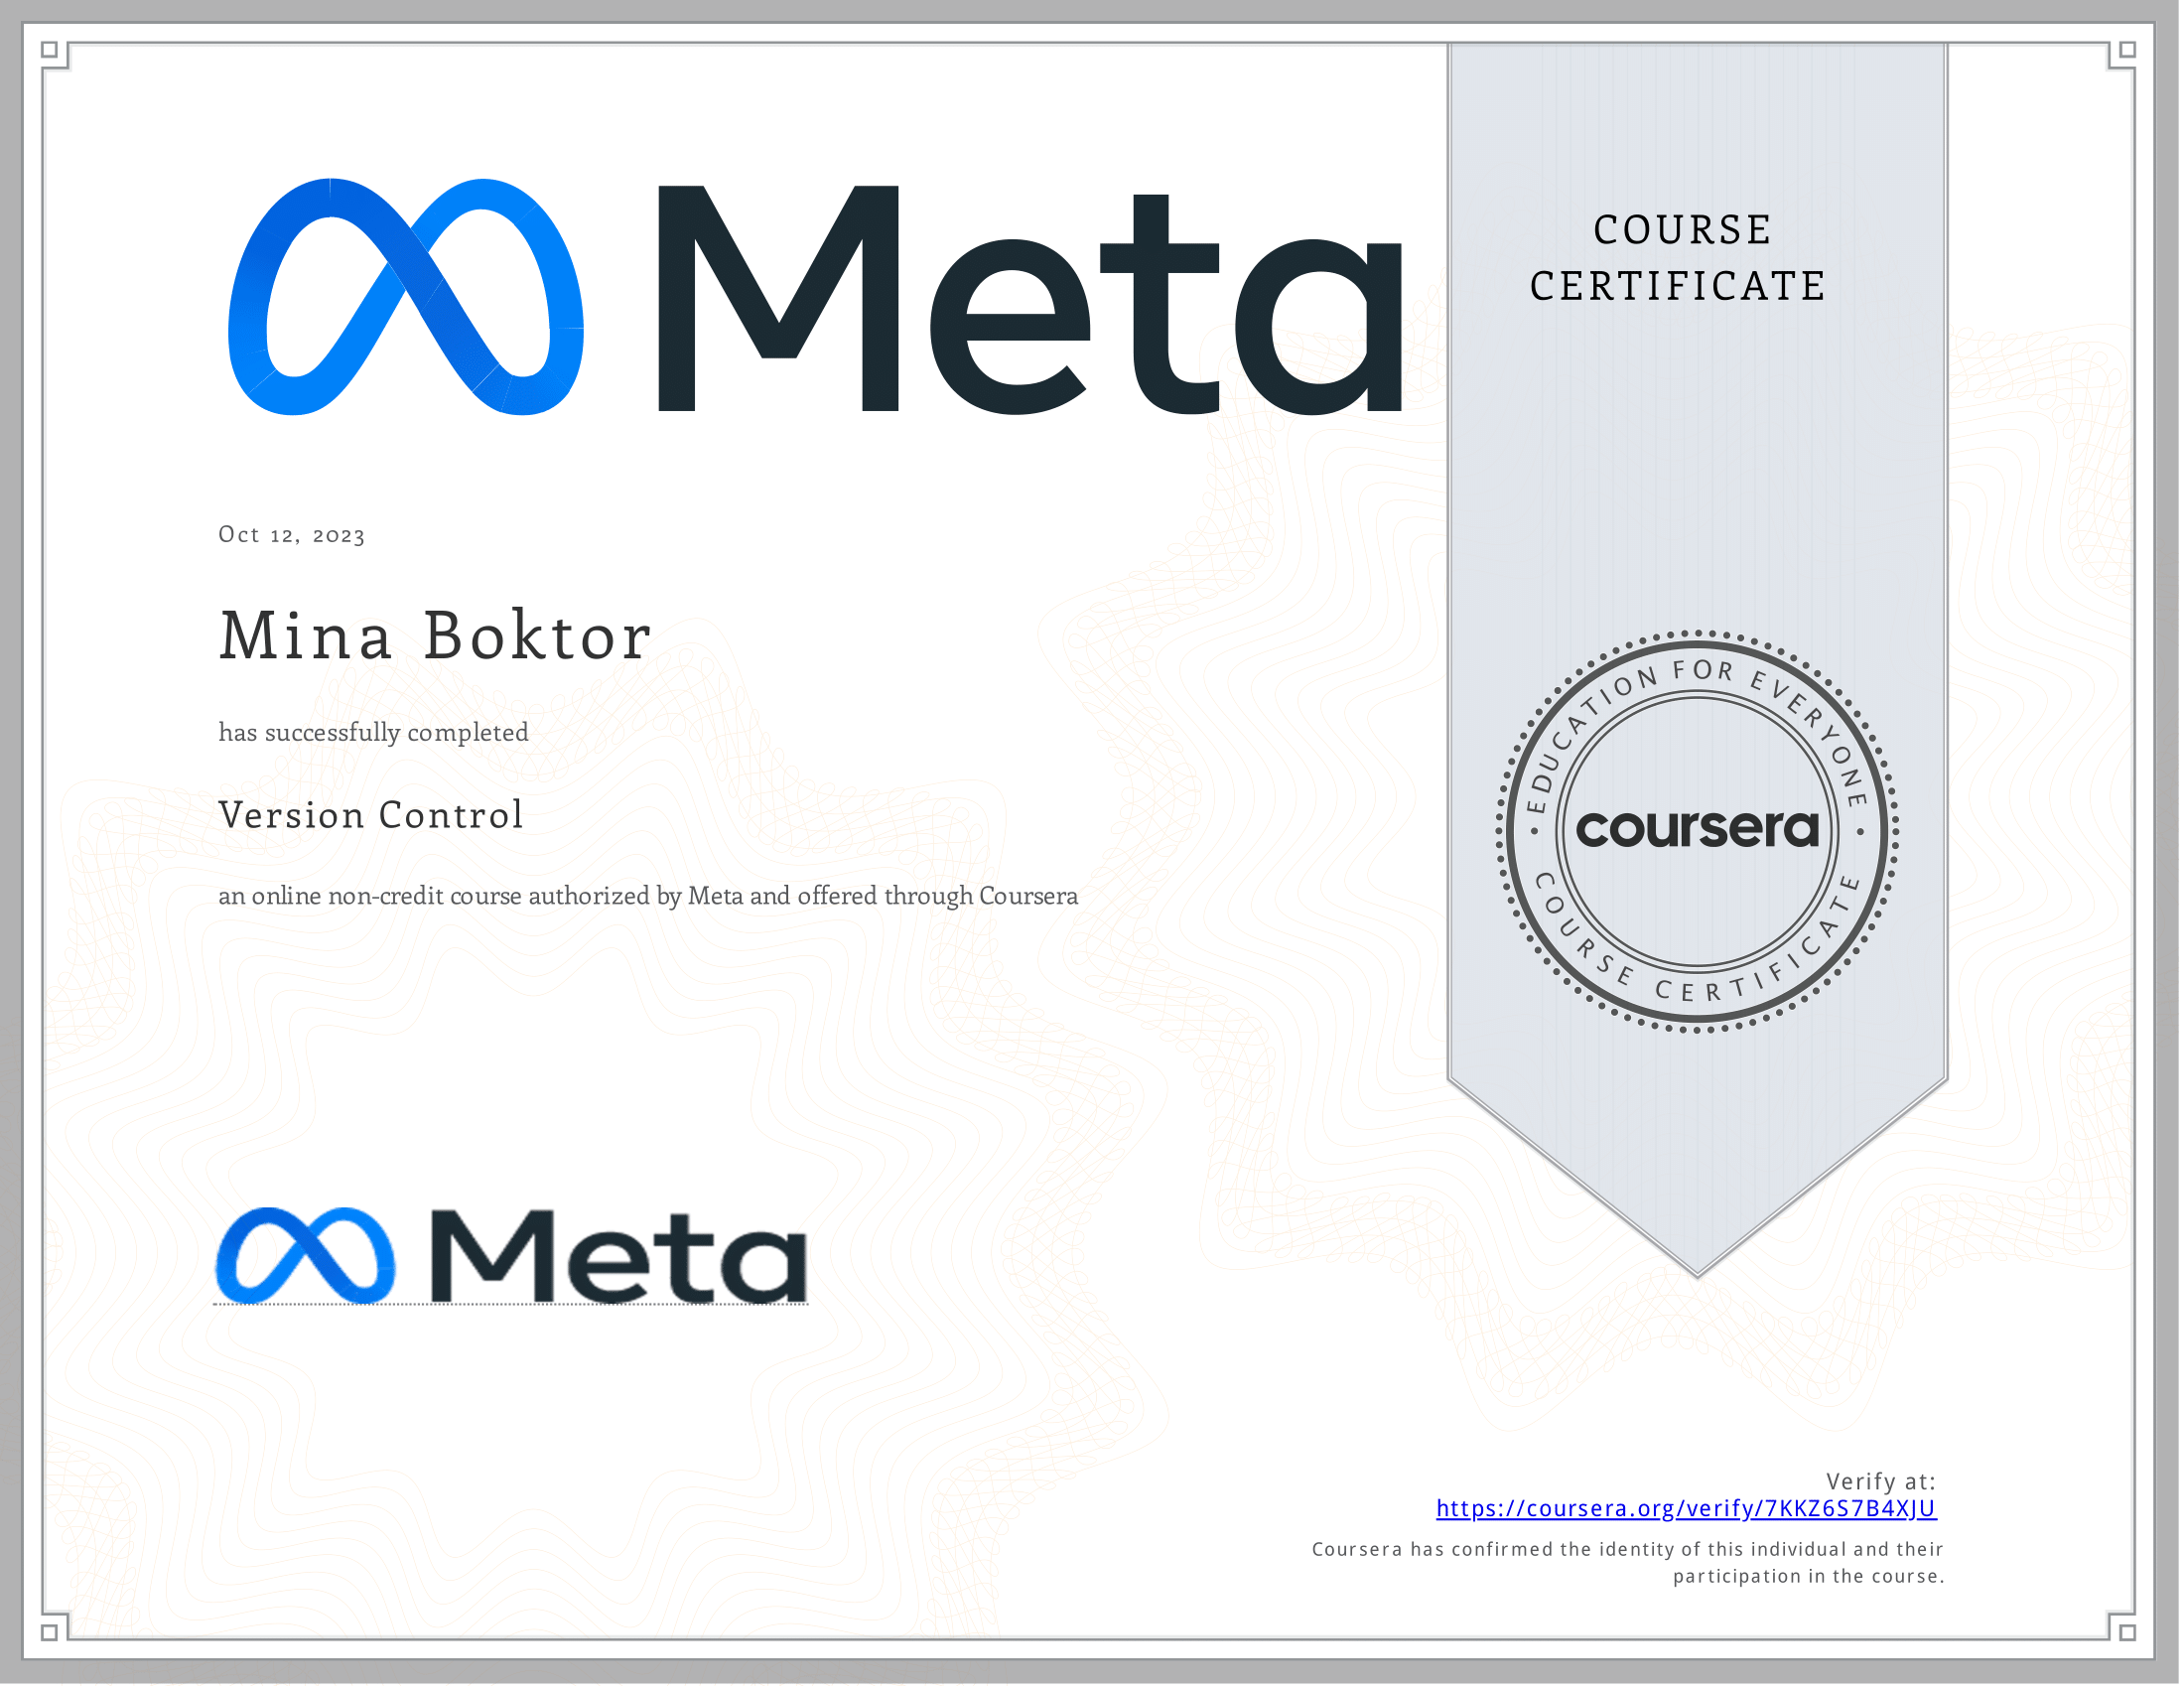 Meta
COURSE
CERTIFICATE
Oct 12, 2023
Mina Boktor
has successfully completed
Version Control
an online non-credit course authorized by Meta and offered through Coursera
EDUCATION FOR EVERYONE
coursera
COURSE CERTIFICATE
Meta
Verify at:
https://coursera.org/verify/7KKZ6S7B4XJU
Coursera has confirmed the identity of this individual and their
participation in the course.